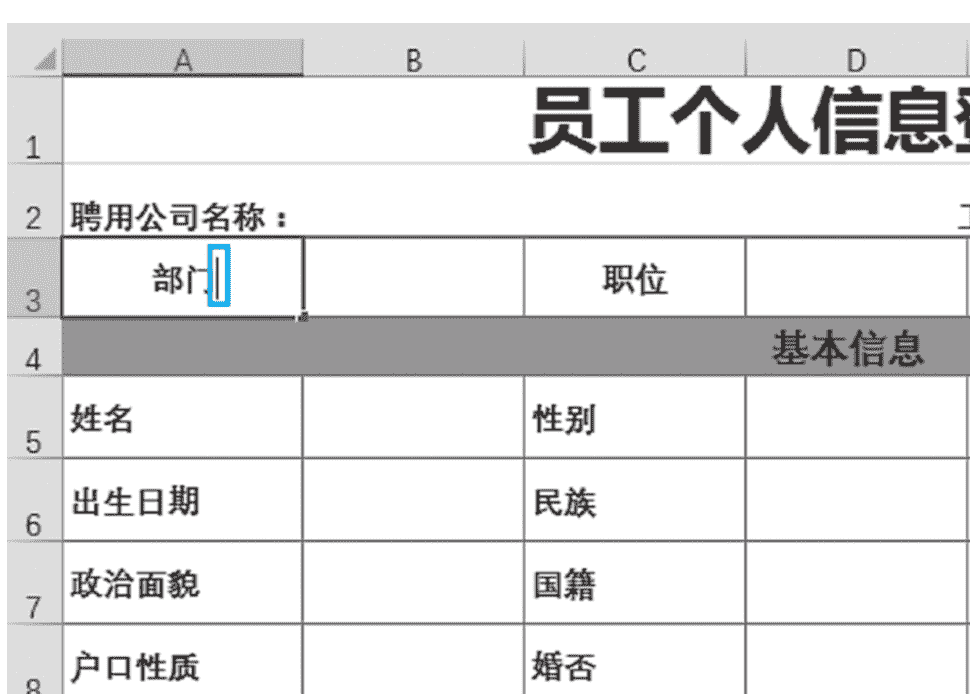 A B C D
1 员工个人信息
2 聘用公司名称：
3 部门 职位
4 基本信息
5 姓名 性别
6 出生日期 民族
7 政治面貌 国籍
8 户口性质 婚否